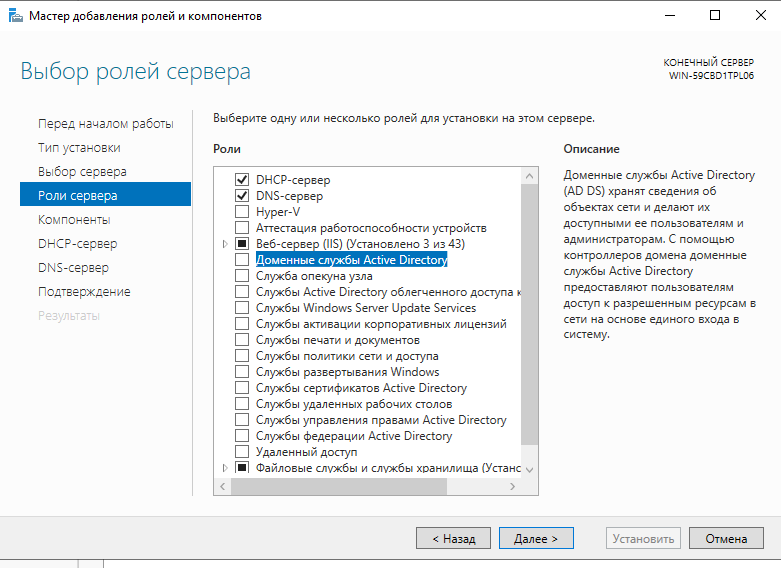 Мастер добавления ролей и компонентов
Выбор ролей сервера
КОНЕЧНЫЙ СЕРВЕР
WIN-59CBD1TPL06
Перед началом работы
Тип установки
Выбор сервера
Роли сервера
Компоненты
DHCP-сервер
DNS-сервер
Подтверждение
Результаты
Выберите одну или несколько ролей для установки на этом сервере.
Роли
DHCP-сервер
DNS-сервер
Hyper-V
Аттестация работоспособности устройств
Веб-сервер (IIS) (Установлено 3 из 43)
Доменные службы Active Directory
Служба опекуна узла
Службы Active Directory облегченного доступа к
Службы Windows Server Update Services
Службы активации корпоративных лицензий
Службы печати и документов
Службы политики сети и доступа
Службы развертывания Windows
Службы сертификатов Active Directory
Службы удаленных рабочих столов
Службы управления правами Active Directory
Службы федерации Active Directory
Удаленный доступ
Файловые службы и службы хранилища (Устано
Описание
Доменные службы Active Directory
(AD DS) хранят сведения об
объектах сети и делают их
доступными ее пользователям и
администраторам. С помощью
контроллеров домена доменные
службы Active Directory
предоставляют пользователям
доступ к разрешенным ресурсам в
сети на основе единого входа в
систему.
< Назад
Далее >
Установить
Отмена